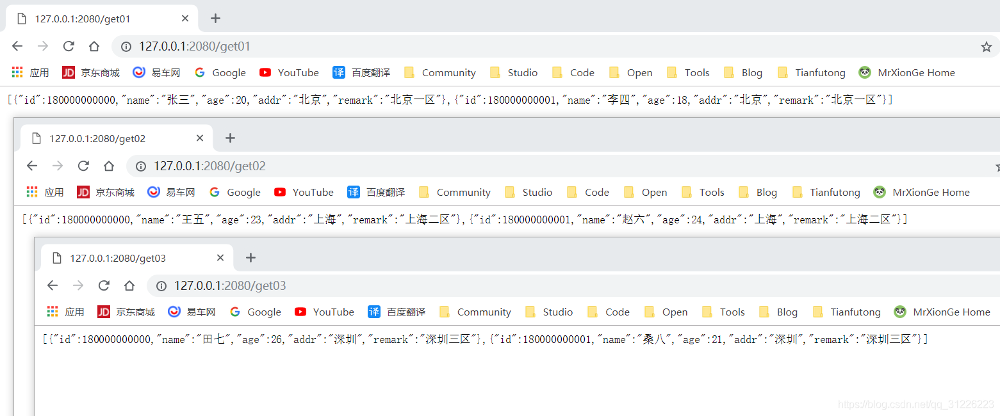 127.0.0.1:2080/get01
127.0.0.1:2080/get01
应用 京东商城 易车网 Google YouTube 百度翻译 Community Studio Code Open Tools Blog Tianfutong MrXionGe Home
[{"id":180000000000,"name":"张三","age":20,"addr":"北京","remark":"北京一区"},{"id":180000000001,"name":"李四","age":18,"addr":"北京","remark":"北京一区"}]
127.0.0.1:2080/get02
127.0.0.1:2080/get02
应用 京东商城 易车网 Google YouTube 百度翻译 Community Studio Code Open Tools Blog Tianfutong MrXionGe Home
[{"id":180000000000,"name":"王五","age":23,"addr":"上海","remark":"上海二区"},{"id":180000000001,"name":"赵六","age":24,"addr":"上海","remark":"上海二区"}]
127.0.0.1:2080/get03
127.0.0.1:2080/get03
应用 京东商城 易车网 Google YouTube 百度翻译 Community Studio Code Open Tools Blog Tianfutong MrXionGe Home
[{"id":180000000000,"name":"田七","age":26,"addr":"深圳","remark":"深圳三区"},{"id":180000000001,"name":"桑八","age":21,"addr":"深圳","remark":"深圳三区"}]
https://blog.csdn.net/qq_31226223